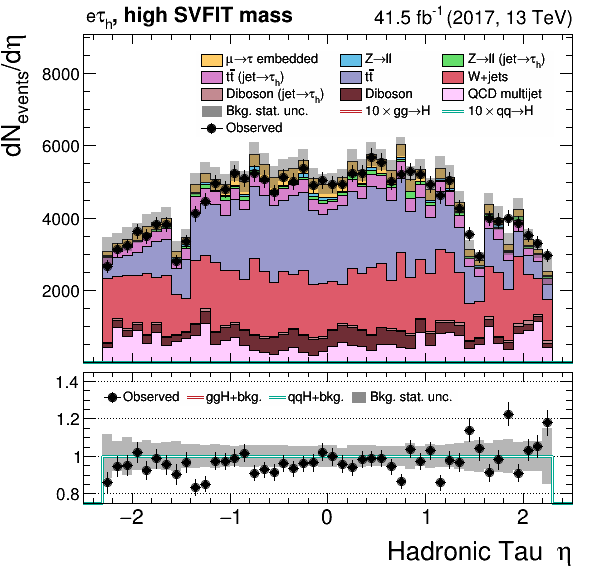 eτh, high SVFIT mass 41.5 fb-1 (2017, 13 TeV)
dNevents/dη
8000
6000
4000
2000
μ→τ embedded Z→ll Z→ll (jet→τh)
tt̄ (jet→τh) tt̄ W+jets
Diboson (jet→τh) Diboson QCD multijet
Bkg. stat. unc. 10 × gg→H 10 × qq→H
Observed
1.4
1.2
1
0.8
Observed ggH+bkg. qqH+bkg. Bkg. stat. unc.
−2 −1 0 1 2
Hadronic Tau η